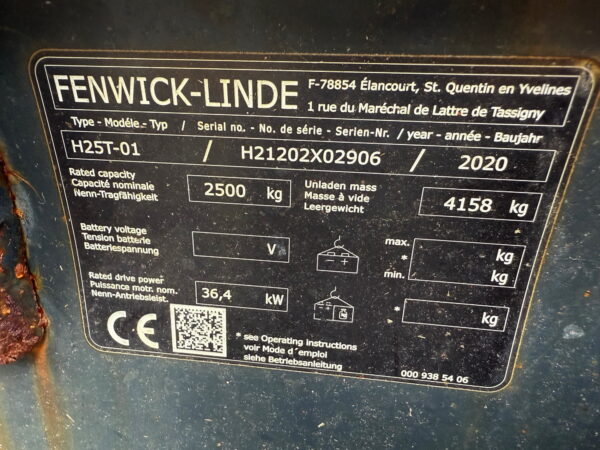 FENWICK-LINDE
F-78854 Élancourt, St. Quentin en Yvelines
1 rue du Maréchal de Lattre de Tassigny
Type - Modéle - Typ / Serial no. - No. de série - Serien-Nr. / year - année - Baujahr
H25T-01 / H21202X02906 / 2020
Rated capacity
Capacité nominale
Nenn-Tragfähigkeit
2500 kg
Unladen mass
Masse à vide
Leergewicht
4158 kg
Battery voltage
Tension batterie
Batteriespannung
V
- +
max. kg
min. kg
*
Rated drive power
Puissance motr. nom.
Nenn-Antriebsleist.
36,4 kW
* kg
CE
* see Operating instructions
voir Mode d´emploi
siehe Betriebsanleitung
000 938 54 06